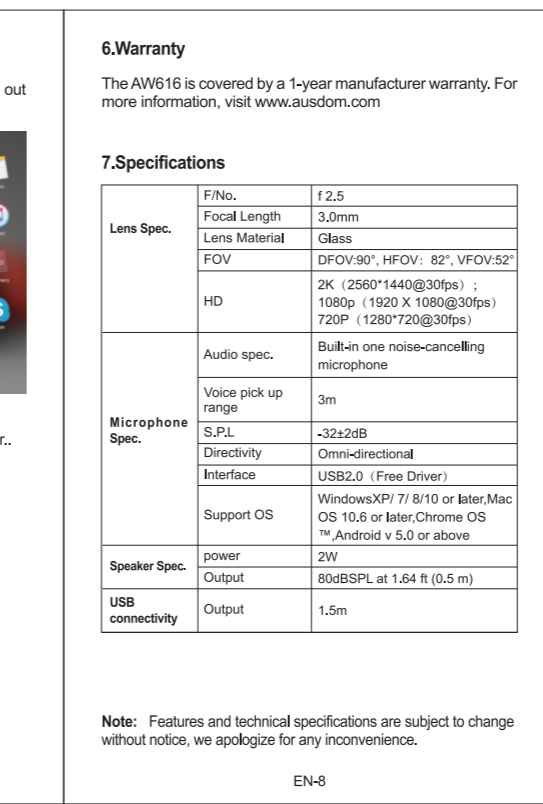 out
r..
6.Warranty
The AW616 is covered by a 1-year manufacturer warranty. For
more information, visit www.ausdom.com
7.Specifications
Lens Spec.
F/No.
f 2.5
Focal Length
3.0mm
Lens Material
Glass
FOV
DFOV:90°, HFOV: 82°, VFOV:52°
HD
2K (2560*1440@30fps) ;
1080p (1920 X 1080@30fps)
720P (1280*720@30fps)
Microphone
Spec.
Audio spec.
Built-in one noise-cancelling
microphone
Voice pick up
range
3m
S.P.L
-32±2dB
Directivity
Omni-directional
Interface
USB2.0 (Free Driver)
Support OS
WindowsXP/ 7/ 8/10 or later,Mac
OS 10.6 or later,Chrome OS
™,Android v 5.0 or above
Speaker Spec.
power
2W
Output
80dBSPL at 1.64 ft (0.5 m)
USB
connectivity
Output
1.5m
Note: Features and technical specifications are subject to change
without notice, we apologize for any inconvenience.
EN-8